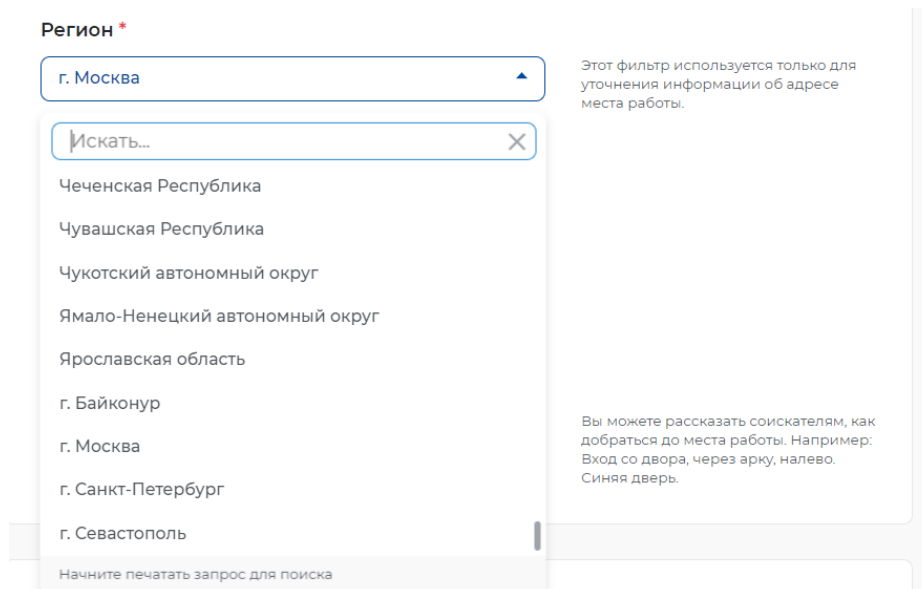 Регион *
г. Москва
Этот фильтр используется только для
уточнения информации об адресе
места работы.
Искать...
Чеченская Республика
Чувашская Республика
Чукотский автономный округ
Ямало-Ненецкий автономный округ
Ярославская область
г. Байконур
г. Москва
г. Санкт-Петербург
г. Севастополь
Начните печатать запрос для поиска
Вы можете рассказать соискателям, как
добраться до места работы. Например:
Вход со двора, через арку, налево.
Синяя дверь.